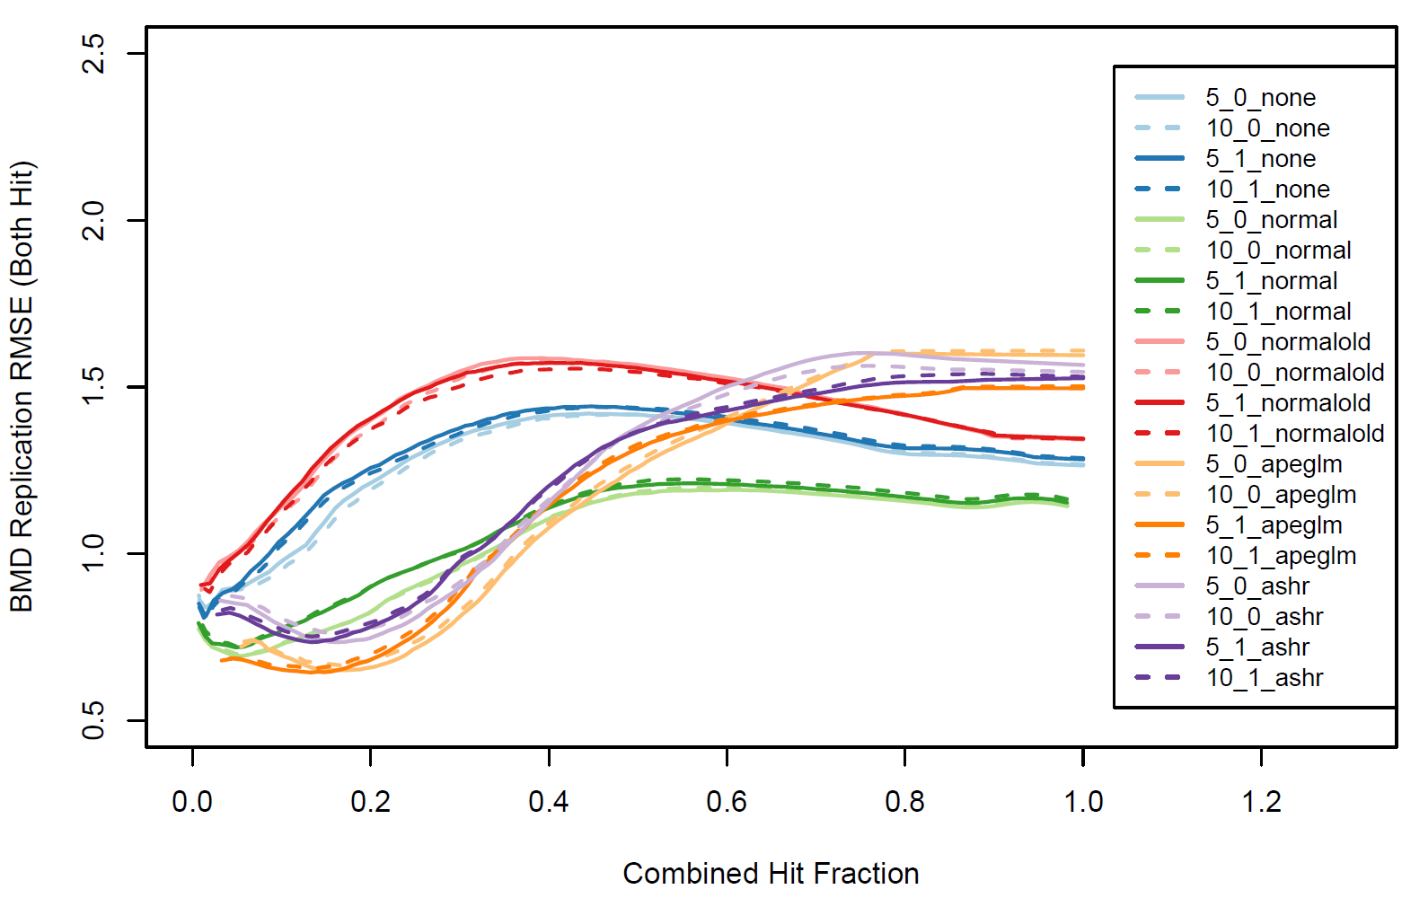 BMD Replication RMSE (Both Hit)
2.5
2.0
1.5
1.0
0.5
5_0_none
10_0_none
5_1_none
10_1_none
5_0_normal
10_0_normal
5_1_normal
10_1_normal
5_0_normalold
10_0_normalold
5_1_normalold
10_1_normalold
5_0_apeglm
10_0_apeglm
5_1_apeglm
10_1_apeglm
5_0_ashr
10_0_ashr
5_1_ashr
10_1_ashr
0.0 0.2 0.4 0.6 0.8 1.0 1.2
Combined Hit Fraction